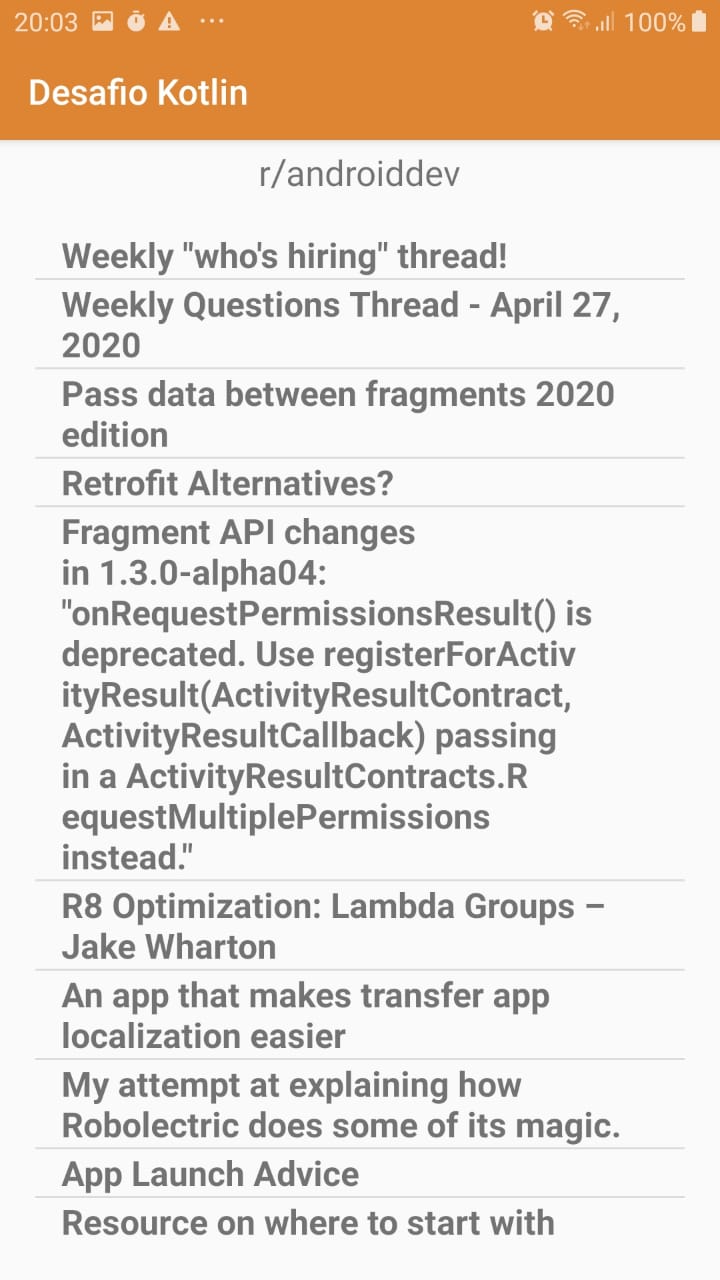 20:03 100%
Desafio Kotlin
r/androiddev
Weekly "who's hiring" thread!
Weekly Questions Thread - April 27,
2020
Pass data between fragments 2020
edition
Retrofit Alternatives?
Fragment API changes
in 1.3.0-alpha04:
"onRequestPermissionsResult() is
deprecated. Use registerForActiv
ityResult(ActivityResultContract,
ActivityResultCallback) passing
in a ActivityResultContracts.R
equestMultiplePermissions
instead."
R8 Optimization: Lambda Groups –
Jake Wharton
An app that makes transfer app
localization easier
My attempt at explaining how
Robolectric does some of its magic.
App Launch Advice
Resource on where to start with